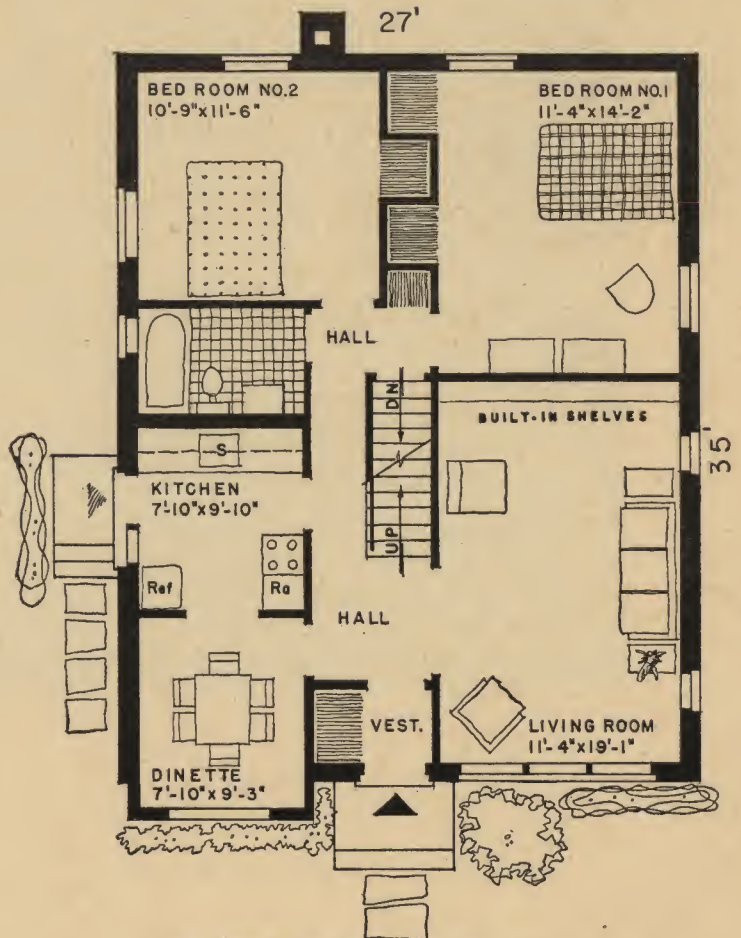 27'
BED ROOM NO.2
10'-9"x11'-6"
BED ROOM NO.1
11'-4"x14'-2"
HALL
DN
BUILT-IN SHELVES
35'
S
KITCHEN
7'-10"x9'-10"
UP
Ref
Ra
HALL
VEST.
LIVING ROOM
11'-4"x19'-1"
DINETTE
7'-10"x9'-3"